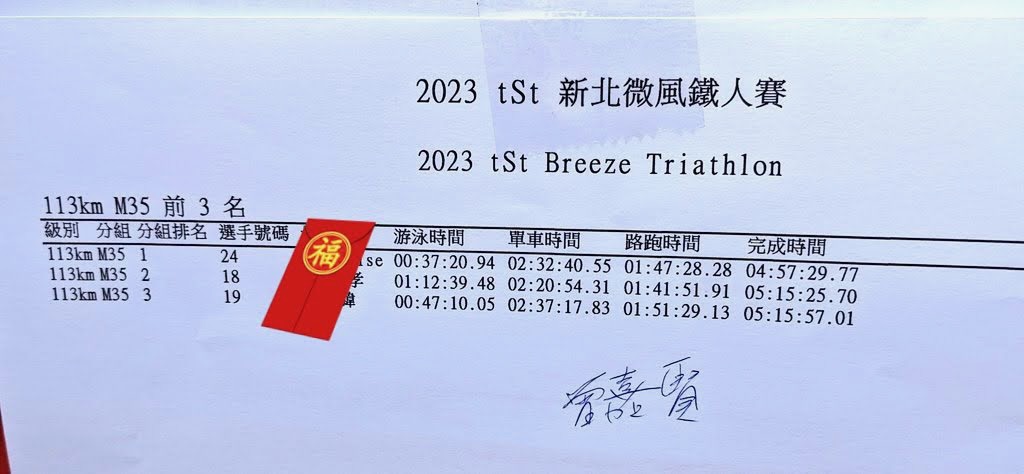 2023 tSt 新北微風鐵人賽
2023 tSt Breeze Triathlon
113km M35 前 3 名
級別 分組 分組排名 選手號碼 游泳時間 單車時間 路跑時間 完成時間
113km M35 1 24 福 ise 00:37:20.94 02:32:40.55 01:47:28.28 04:57:29.77
113km M35 2 18 孝 01:12:39.48 02:20:54.31 01:41:51.91 05:15:25.70
113km M35 3 19 暐 00:47:10.05 02:37:17.83 01:51:29.13 05:15:57.01